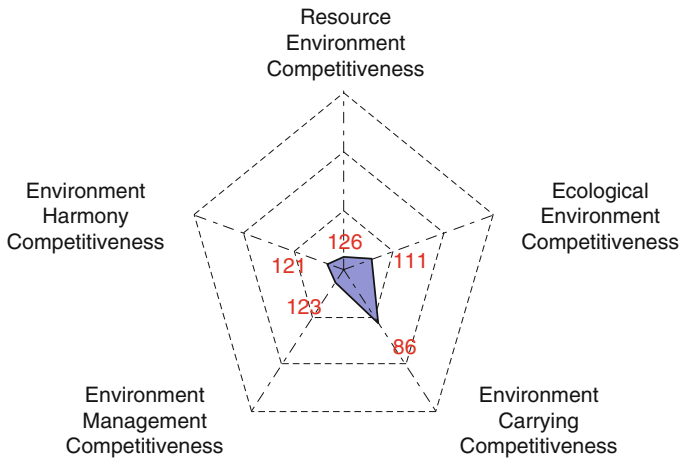 Resource
Environment
Competitiveness
Environment
Harmony
Competitiveness
Ecological
Environment
Competitiveness
126
121
111
123
86
Environment
Management
Competitiveness
Environment
Carrying
Competitiveness